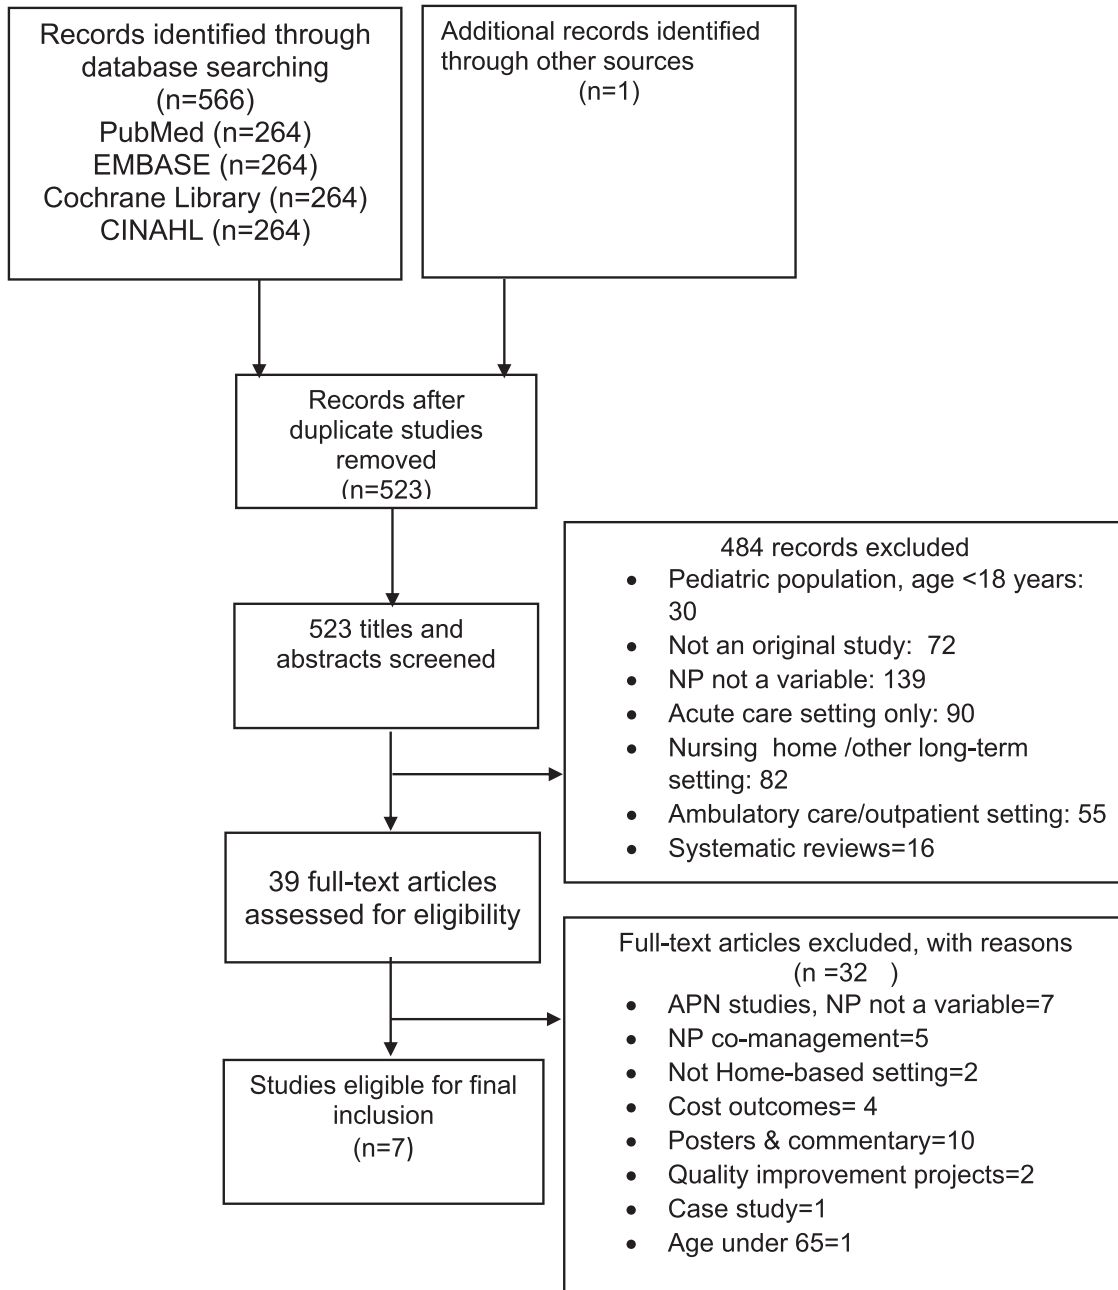 Records identified through
database searching
(n=566)
PubMed (n=264)
EMBASE (n=264)
Cochrane Library (n=264)
CINAHL (n=264)
Additional records identified
through other sources
(n=1)
Records after
duplicate studies
removed
(n=523)
523 titles and
abstracts screened
484 records excluded
• Pediatric population, age <18 years:
30
• Not an original study: 72
• NP not a variable: 139
• Acute care setting only: 90
• Nursing home /other long-term
setting: 82
• Ambulatory care/outpatient setting: 55
• Systematic reviews=16
39 full-text articles
assessed for eligibility
Full-text articles excluded, with reasons
(n =32 )
• APN studies, NP not a variable=7
• NP co-management=5
• Not Home-based setting=2
• Cost outcomes= 4
• Posters & commentary=10
• Quality improvement projects=2
• Case study=1
• Age under 65=1
Studies eligible for final
inclusion
(n=7)